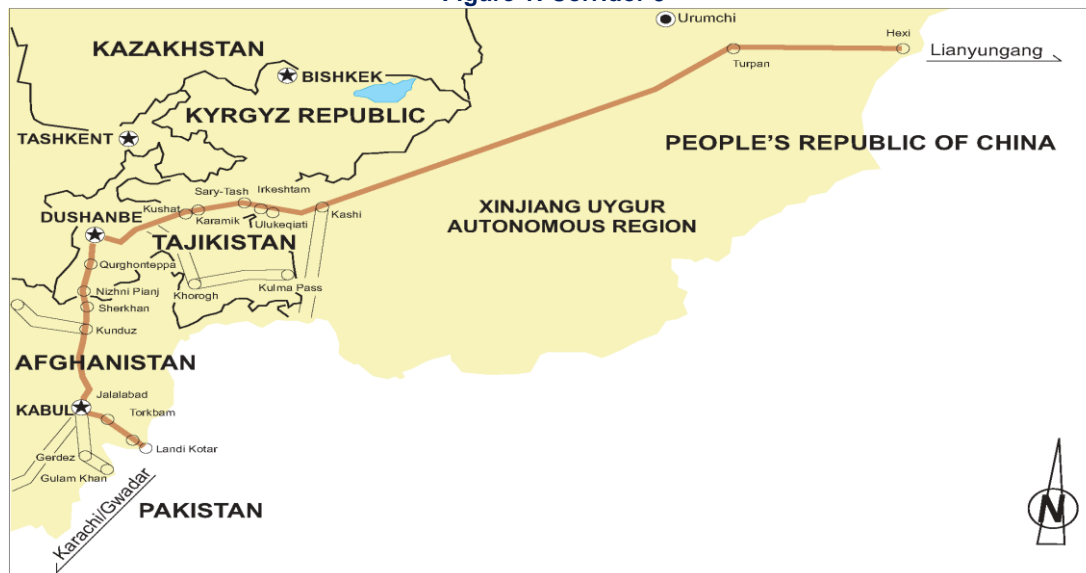 Urumchi
Hexi
KAZAKHSTAN
Lianyungang
Turpan
BISHKEK
KYRGYZ REPUBLIC
TASHKENT
PEOPLE'S REPUBLIC OF CHINA
Sary-Tash
Irkeshtam
Kushat
Karamik
Ulukeqiati
Kashi
XINJIANG UYGUR
AUTONOMOUS REGION
DUSHANBE
TAJIKISTAN
Qurghonteppa
Khorogh
Kulma Pass
Nizhni Pianj
Sherkhan
Kunduz
AFGHANISTAN
Jalalabad
KABUL
Torkbam
Landi Kotar
Gerdez
Gulam Khan
Karachi/Gwadar
PAKISTAN
N